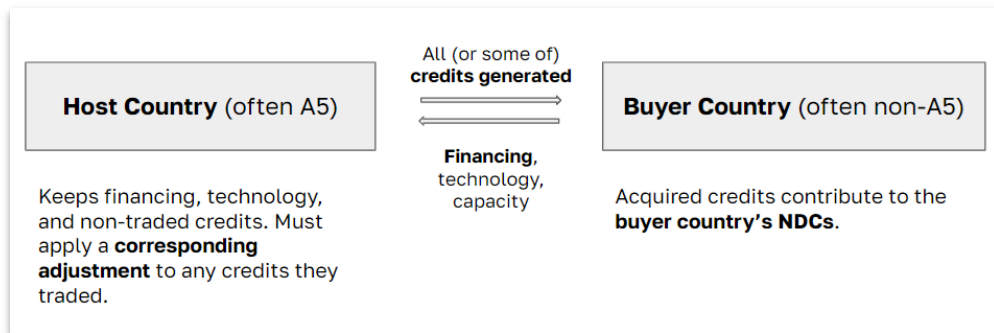 All (or some of)
credits generated
Host Country (often A5)
Buyer Country (often non-A5)
Financing,
technology,
capacity
Keeps financing, technology,
and non-traded credits. Must
apply a corresponding
adjustment to any credits they
traded.
Acquired credits contribute to the
buyer country's NDCs.